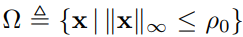 Ω ≜ {x | ‖x‖∞ ≤ ρ₀}